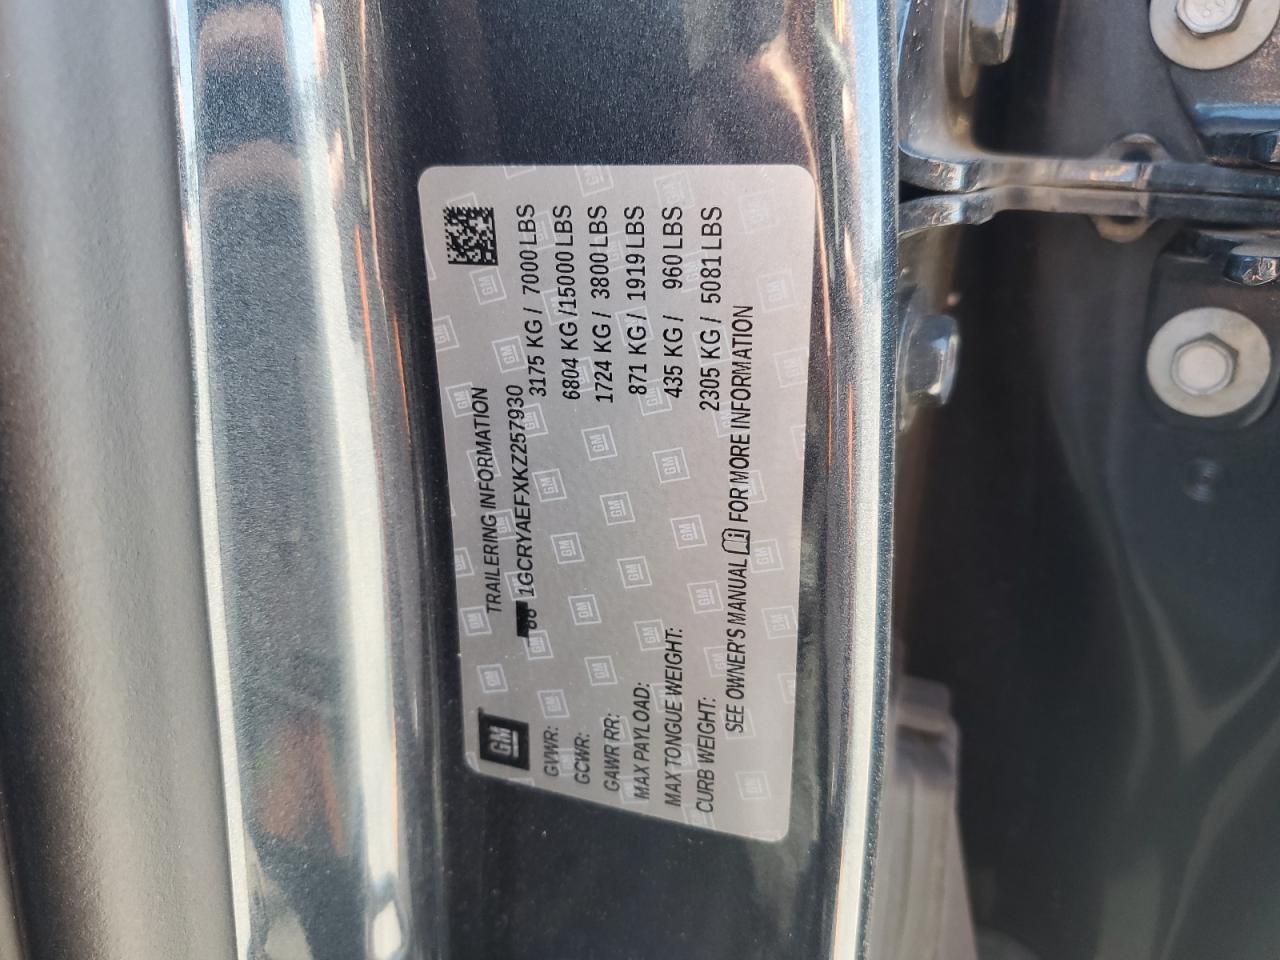 GM
TRAILERING INFORMATION
1GCRYAEFXKZ257930
GVWR: 3175 KG / 7000 LBS
GCWR: 6804 KG / 15000 LBS
GAWR RR: 1724 KG / 3800 LBS
MAX PAYLOAD: 871 KG / 1919 LBS
MAX TONGUE WEIGHT: 435 KG / 960 LBS
CURB WEIGHT: 2305 KG / 5081 LBS
SEE OWNER'S MANUAL FOR MORE INFORMATION